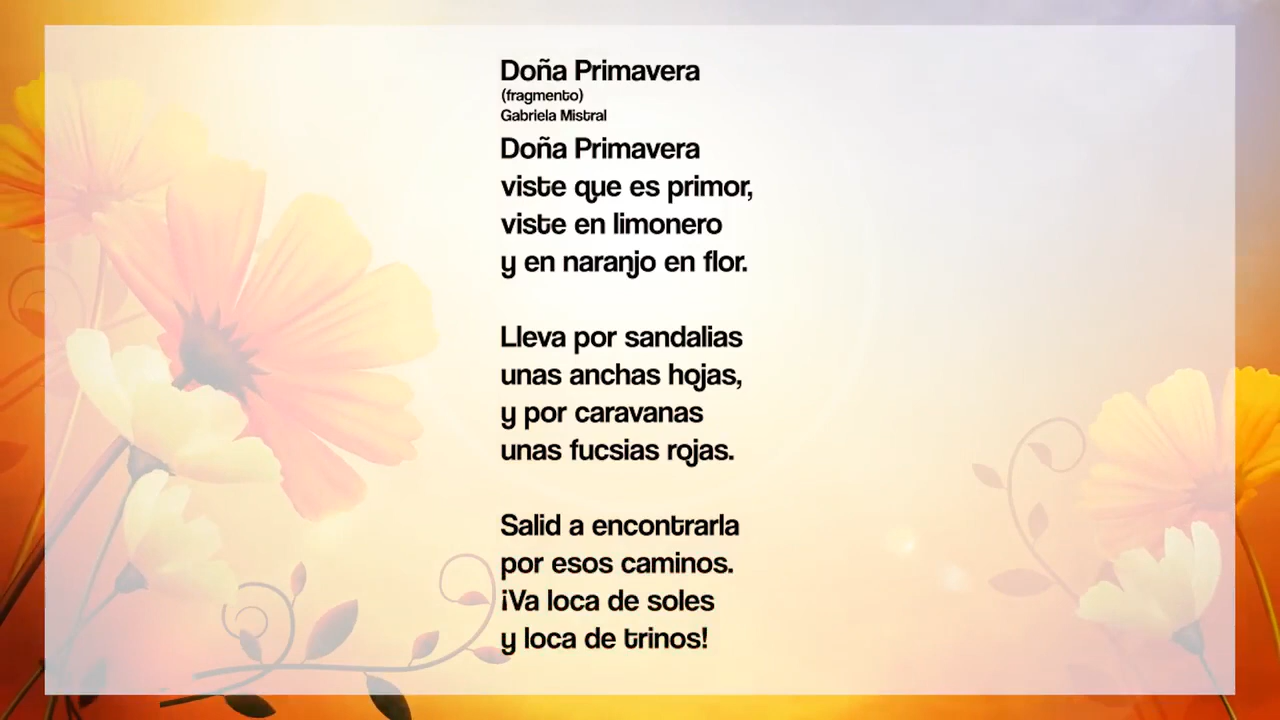 Doña Primavera
(fragmento)
Gabriela Mistral
Doña Primavera
viste que es primor,
viste en limonero
y en naranjo en flor.
Lleva por sandalias
unas anchas hojas,
y por caravanas
unas fucsias rojas.
Salid a encontrarla
por esos caminos.
¡Va loca de soles
y loca de trinos!